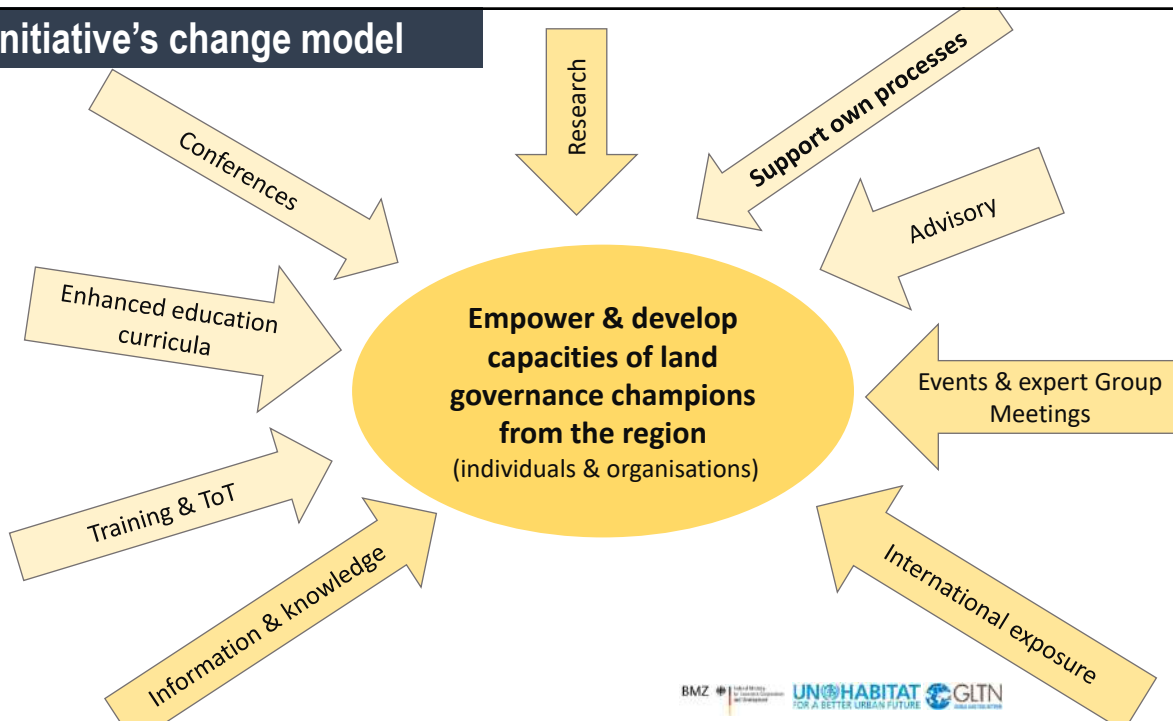 nitiative's change model
Research
Support own processes
Conferences
Advisory
Enhanced education
curricula
Empower & develop
capacities of land
governance champions
from the region
(individuals & organisations)
Events & expert Group
Meetings
Training & ToT
Information & knowledge
International exposure
BMZ
UN HABITAT
FOR A BETTER URBAN FUTURE
GLTN